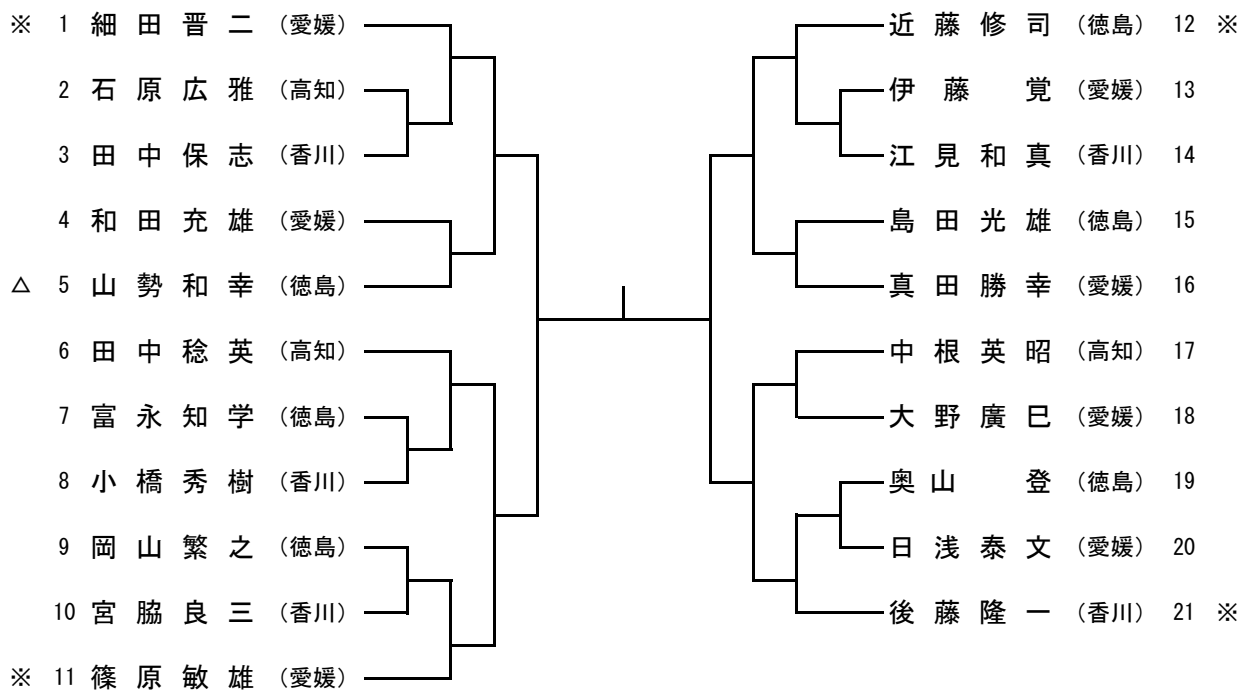 ※ 1 細田晋二 (愛媛) 近藤修司 (徳島) 12 ※
2 石原広雅 (高知) 伊藤 覚 (愛媛) 13
3 田中保志 (香川) 江見和真 (香川) 14
4 和田充雄 (愛媛) 島田光雄 (徳島) 15
△ 5 山勢和幸 (徳島) 真田勝幸 (愛媛) 16
6 田中稔英 (高知) 中根英昭 (高知) 17
7 富永知学 (徳島) 大野廣巳 (愛媛) 18
8 小橋秀樹 (香川) 奥山 登 (徳島) 19
9 岡山繁之 (徳島) 日浅泰文 (愛媛) 20
10 宮脇良三 (香川) 後藤隆一 (香川) 21 ※
※ 11 篠原敏雄 (愛媛)